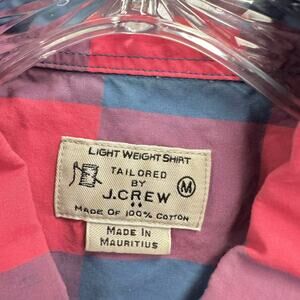 LIGHT WEIGHT SHIRT
TAILORED
BY
J.CREW
M
MADE OF 100% COTTON
MADE IN
MAURITIUS